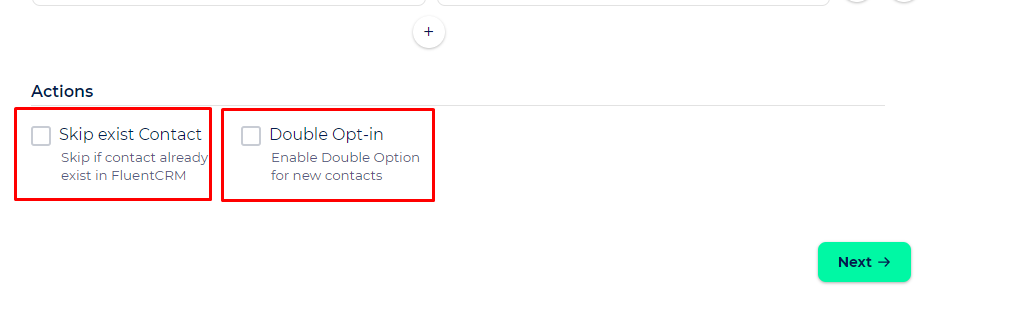 +
Actions
Skip exist Contact
Skip if contact already
exist in FluentCRM
Double Opt-in
Enable Double Option
for new contacts
Next →